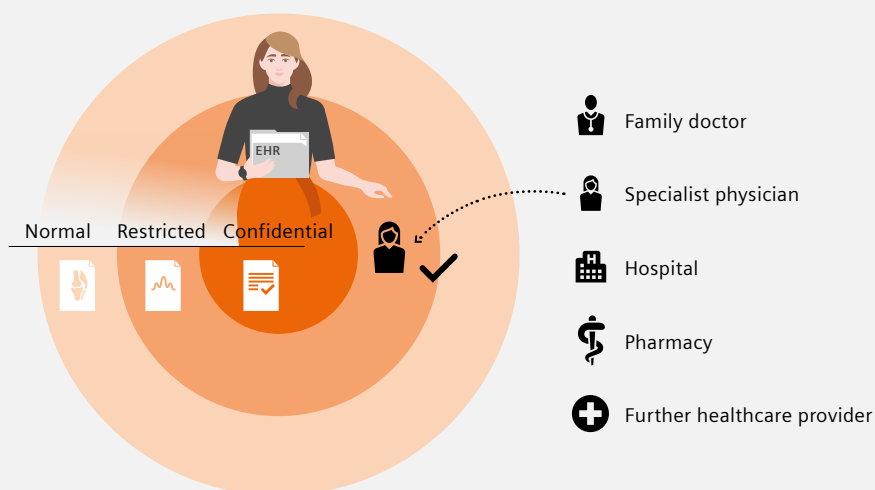 EHR
Normal Restricted Confidential
Family doctor
Specialist physician
Hospital
Pharmacy
Further healthcare provider